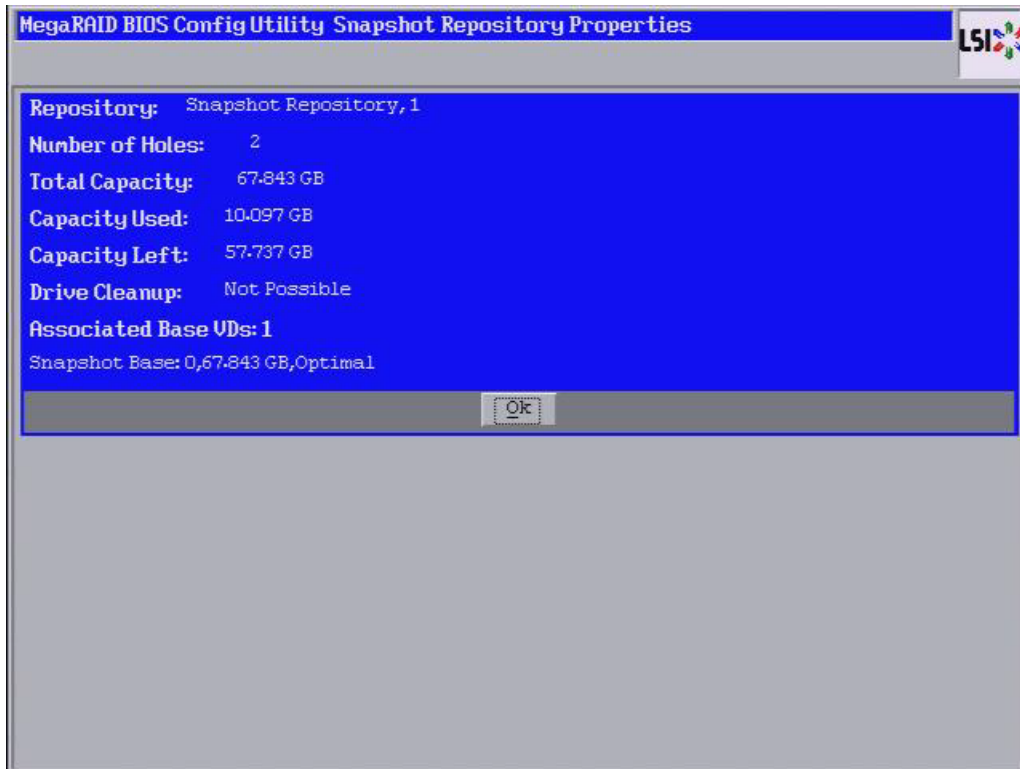 MegaRAID BIOS Config Utility Snapshot Repository Properties
LSI
Repository: Snapshot Repository,1
Number of Holes: 2
Total Capacity: 67.843 GB
Capacity Used: 10.097 GB
Capacity Left: 57.737 GB
Drive Cleanup: Not Possible
Associated Base VDs: 1
Snapshot Base: 0,67.843 GB,Optimal
Ok